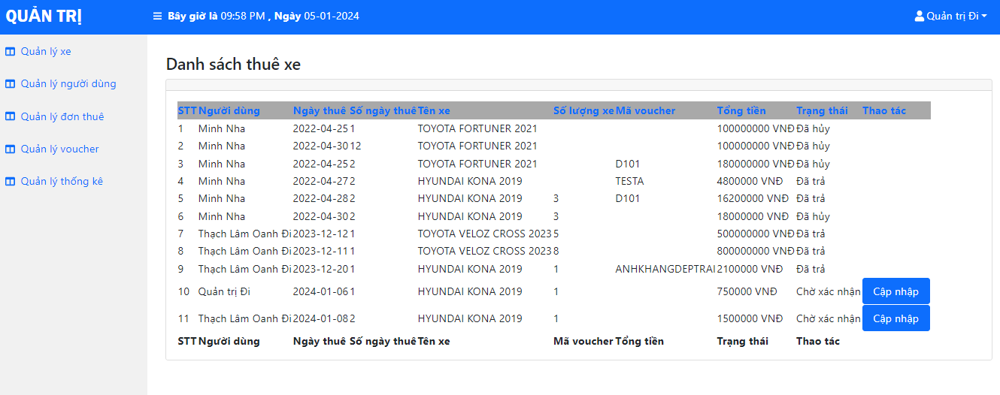 QUẢN TRỊ
Bây giờ là 09:58 PM , Ngày 05-01-2024
Quản trị Đi
Quản lý xe
Quản lý người dùng
Quản lý đơn thuê
Quản lý voucher
Quản lý thống kê
Danh sách thuê xe
STT Người dùng Ngày thuê Số ngày thuê Tên xe Số lượng xe Mã voucher Tổng tiền Trạng thái Thao tác
1 Minh Nha 2022-04-25 1 TOYOTA FORTUNER 2021 100000000 VNĐ Đã hủy
2 Minh Nha 2022-04-30 12 TOYOTA FORTUNER 2021 100000000 VNĐ Đã hủy
3 Minh Nha 2022-04-25 2 TOYOTA FORTUNER 2021 D101 180000000 VNĐ Đã hủy
4 Minh Nha 2022-04-27 2 HYUNDAI KONA 2019 TESTA 4800000 VNĐ Đã trả
5 Minh Nha 2022-04-28 2 HYUNDAI KONA 2019 3 D101 16200000 VNĐ Đã trả
6 Minh Nha 2022-04-30 2 HYUNDAI KONA 2019 3 18000000 VNĐ Đã hủy
7 Thạch Lâm Oanh Đi 2023-12-12 1 TOYOTA VELOZ CROSS 2023 5 500000000 VNĐ Đã trả
8 Thạch Lâm Oanh Đi 2023-12-11 1 TOYOTA VELOZ CROSS 2023 8 800000000 VNĐ Đã trả
9 Thạch Lâm Oanh Đi 2023-12-20 1 HYUNDAI KONA 2019 1 ANHKHANGDEPTRAI 2100000 VNĐ Đã trả
10 Quản trị Đi 2024-01-06 1 HYUNDAI KONA 2019 1 750000 VNĐ Chờ xác nhận Cập nhập
11 Thạch Lâm Oanh Đi 2024-01-08 2 HYUNDAI KONA 2019 1 1500000 VNĐ Chờ xác nhận Cập nhập
STT Người dùng Ngày thuê Số ngày thuê Tên xe Mã voucher Tổng tiền Trạng thái Thao tác